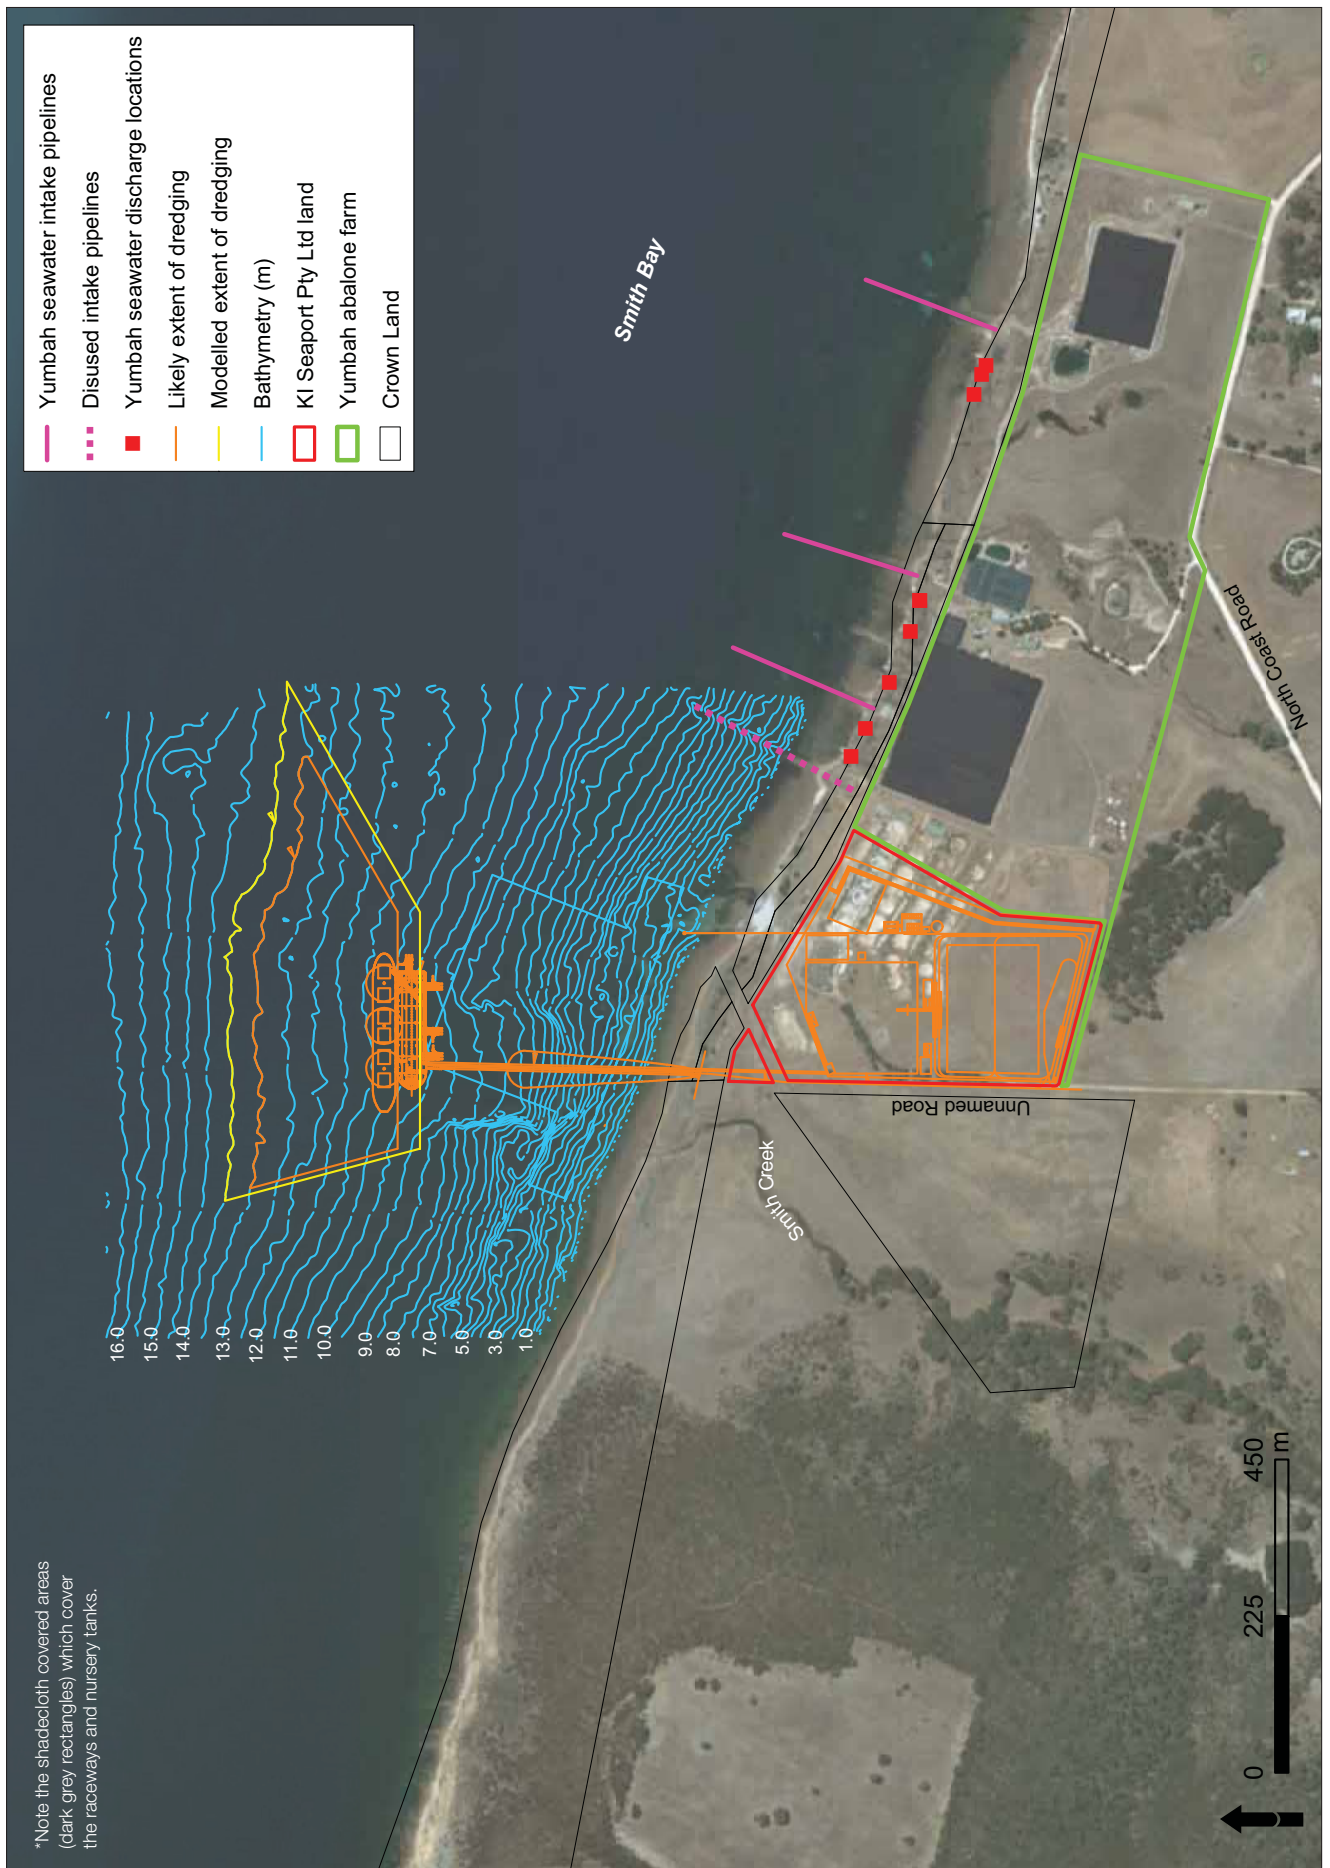 *Note the shadecloth covered areas
(dark grey rectangles) which cover
the raceways and nursery tanks.
Yumbah seawater intake pipelines
Disused intake pipelines
Yumbah seawater discharge locations
Likely extent of dredging
Modelled extent of dredging
Bathymetry (m)
KI Seaport Pty Ltd land
Yumbah abalone farm
Crown Land
16.0
15.0
14.0
13.0
12.0
11.0
10.0
9.0
8.0
7.0
5.0
3.0
1.0
Smith Bay
Smith Creek
Unnamed Road
North Coast Road
0
225
450
m